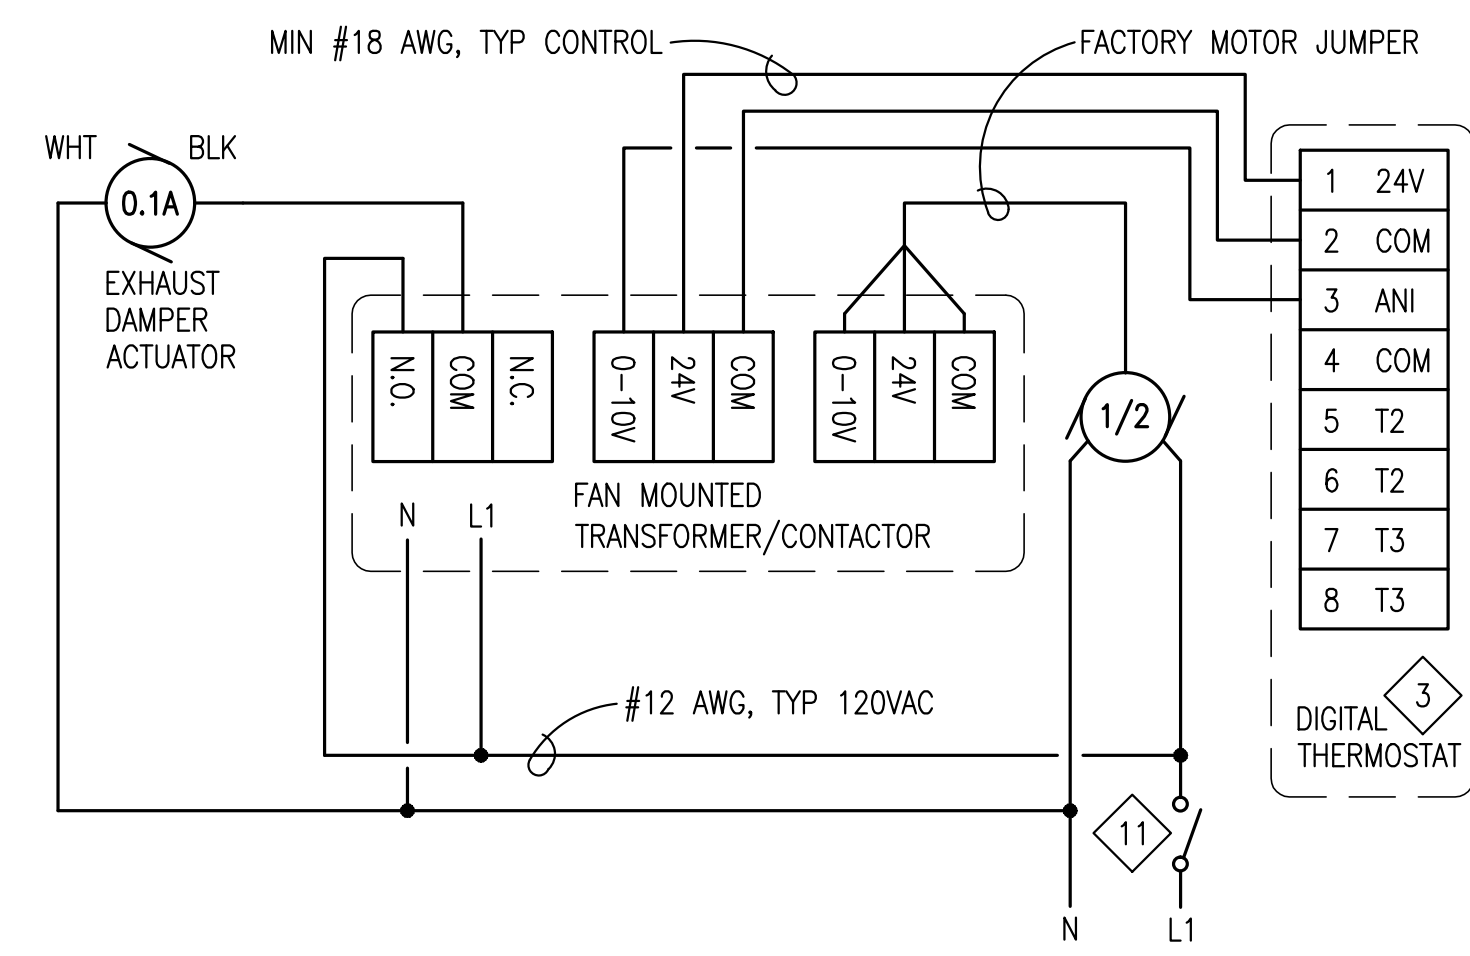 MIN #18 AWG, TYP CONTROL
FACTORY MOTOR JUMPER
WHT
BLK
0.1A
EXHAUST
DAMPER
ACTUATOR
N.O.
COM
N.C.
0-10V
24V
COM
0-10V
24V
COM
FAN MOUNTED
TRANSFORMER/CONTACTOR
N
L1
1/2
1 24V
2 COM
3 ANI
4 COM
5 T2
6 T2
7 T3
8 T3
3
DIGITAL
THERMOSTAT
#12 AWG, TYP 120VAC
11
N
L1